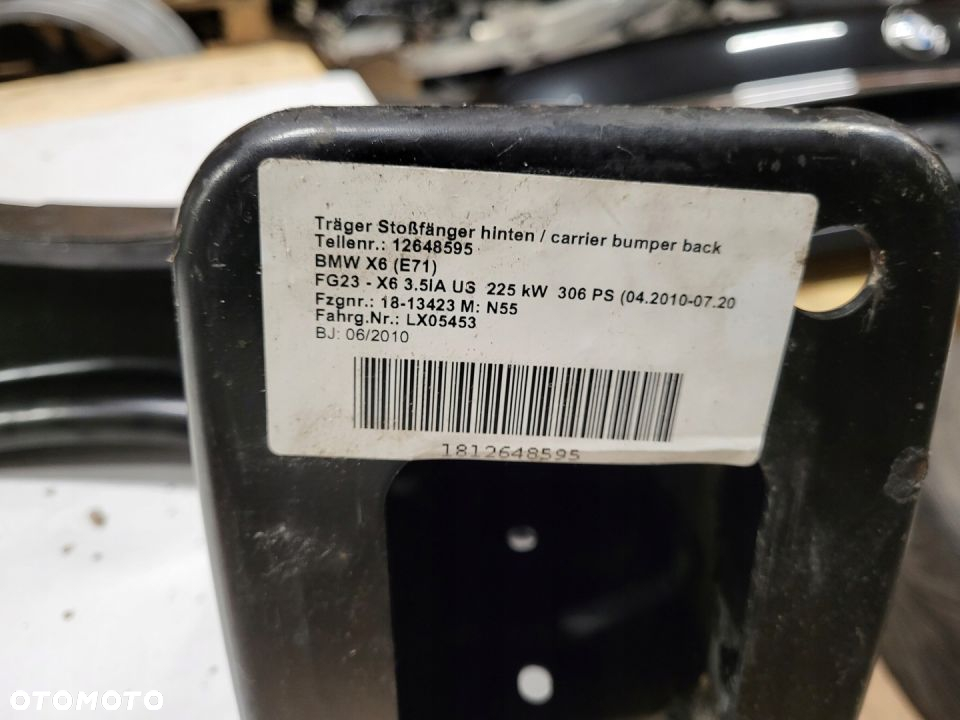 Träger Stoßfänger hinten / carrier bumper back
Teilenr.: 12648595
BMW X6 (E71)
FG23 - X6 3.5IA US 225 kW 306 PS (04.2010-07.20
Fzgnr.: 18-13423 M: N55
Fahrg.Nr.: LX05453
BJ: 06/2010
1812648595
OTOMOTO